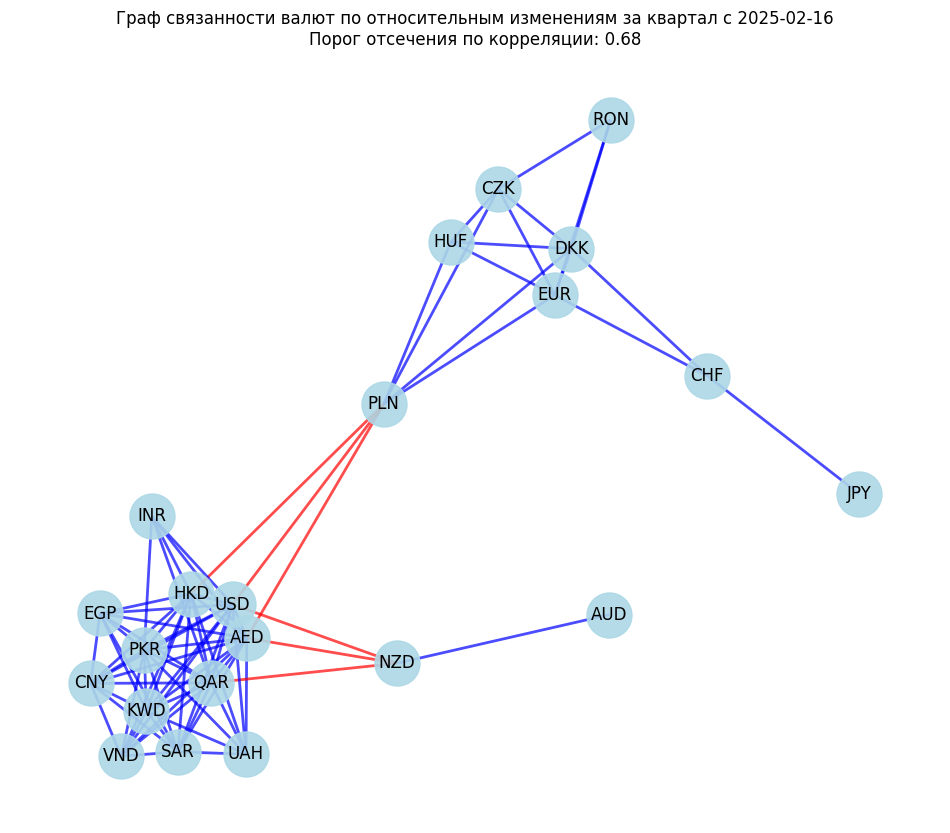 Граф связанности валют по относительным изменениям за квартал с 2025-02-16
Порог отсечения по корреляции: 0.68
RON
CZK
HUF
DKK
EUR
CHF
PLN
JPY
INR
HKD
USD
EGP
AUD
AED
PKR
NZD
CNY
QAR
KWD
VND
SAR
UAH